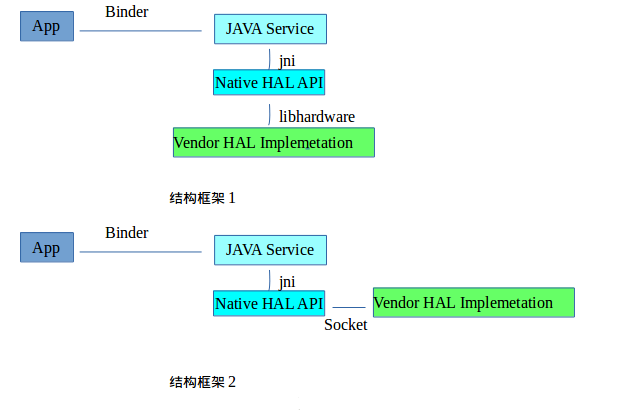 Binder
App
JAVA Service
jni
Native HAL API
libhardware
Vendor HAL Implemetation
结构框架 1
Binder
App
JAVA Service
jni
Native HAL API
Vendor HAL Implemetation
Socket
结构框架 2